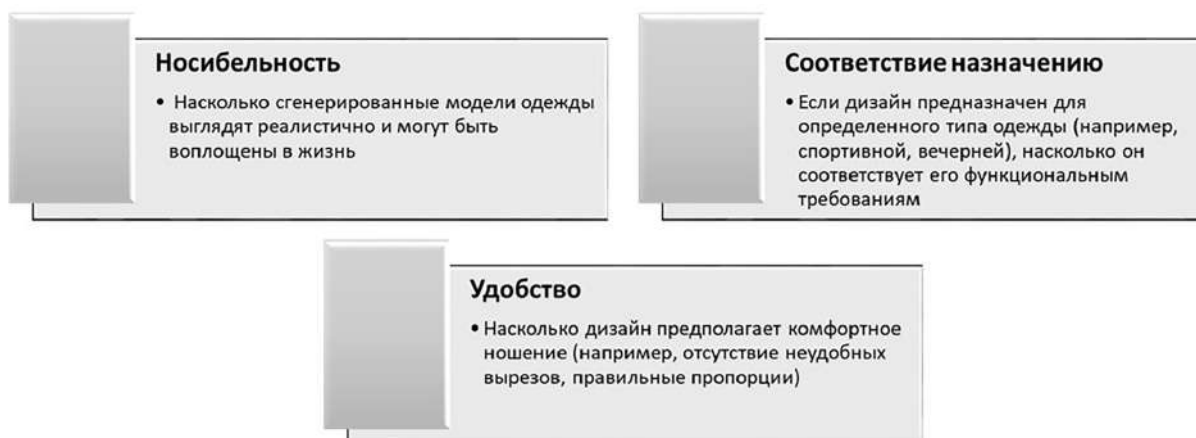 Носибельность
• Насколько сгенерированные модели одежды
выглядят реалистично и могут быть
воплощены в жизнь
Соответствие назначению
• Если дизайн предназначен для
определенного типа одежды (например,
спортивной, вечерней), насколько он
соответствует его функциональным
требованиям
Удобство
• Насколько дизайн предполагает комфортное
ношение (например, отсутствие неудобных
вырезов, правильные пропорции)